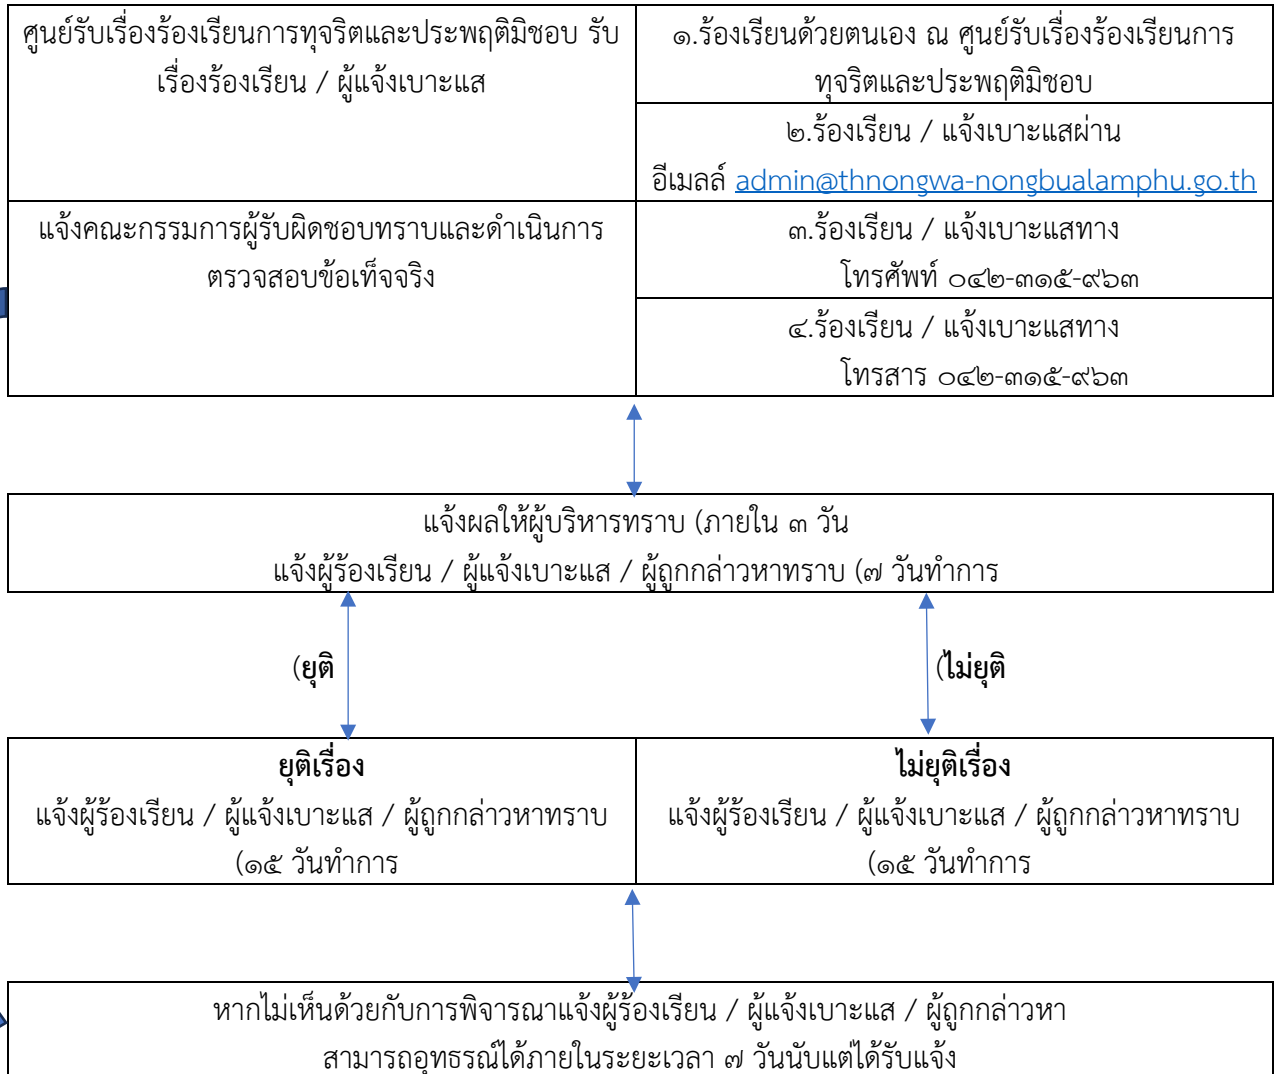 ศูนย์รับเรื่องร้องเรียนการทุจริตและประพฤติมิชอบ รับ
เรื่องร้องเรียน / ผู้แจ้งเบาะแส
๑.ร้องเรียนด้วยตนเอง ณ ศูนย์รับเรื่องร้องเรียนการ
ทุจริตและประพฤติมิชอบ
๒.ร้องเรียน / แจ้งเบาะแสผ่าน
อีเมลล์ admin@thnongwa-nongbualamphu.go.th
แจ้งคณะกรรมการผู้รับผิดชอบทราบและดำเนินการ
ตรวจสอบข้อเท็จจริง
๓.ร้องเรียน / แจ้งเบาะแสทาง
โทรศัพท์ ๐๔๒-๓๑๕-๙๖๓
๔.ร้องเรียน / แจ้งเบาะแสทาง
โทรสาร ๐๔๒-๓๑๕-๙๖๓
แจ้งผลให้ผู้บริหารทราบ (ภายใน ๓ วัน
แจ้งผู้ร้องเรียน / ผู้แจ้งเบาะแส / ผู้ถูกกล่าวหาทราบ (๗ วันทำการ
(ยุติ
(ไม่ยุติ
ยุติเรื่อง
แจ้งผู้ร้องเรียน / ผู้แจ้งเบาะแส / ผู้ถูกกล่าวหาทราบ
(๑๕ วันทำการ
ไม่ยุติเรื่อง
แจ้งผู้ร้องเรียน / ผู้แจ้งเบาะแส / ผู้ถูกกล่าวหาทราบ
(๑๕ วันทำการ
หากไม่เห็นด้วยกับการพิจารณาแจ้งผู้ร้องเรียน / ผู้แจ้งเบาะแส / ผู้ถูกกล่าวหา
สามารถอุทธรณ์ได้ภายในระยะเวลา ๗ วันนับแต่ได้รับแจ้ง